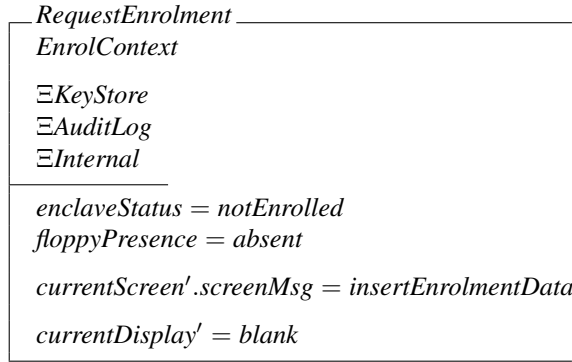 RequestEnrolment
EnrolContext
ΞKeyStore
ΞAuditLog
ΞInternal
enclaveStatus = notEnrolled
floppyPresence = absent
currentScreen′.screenMsg = insertEnrolmentData
currentDisplay′ = blank